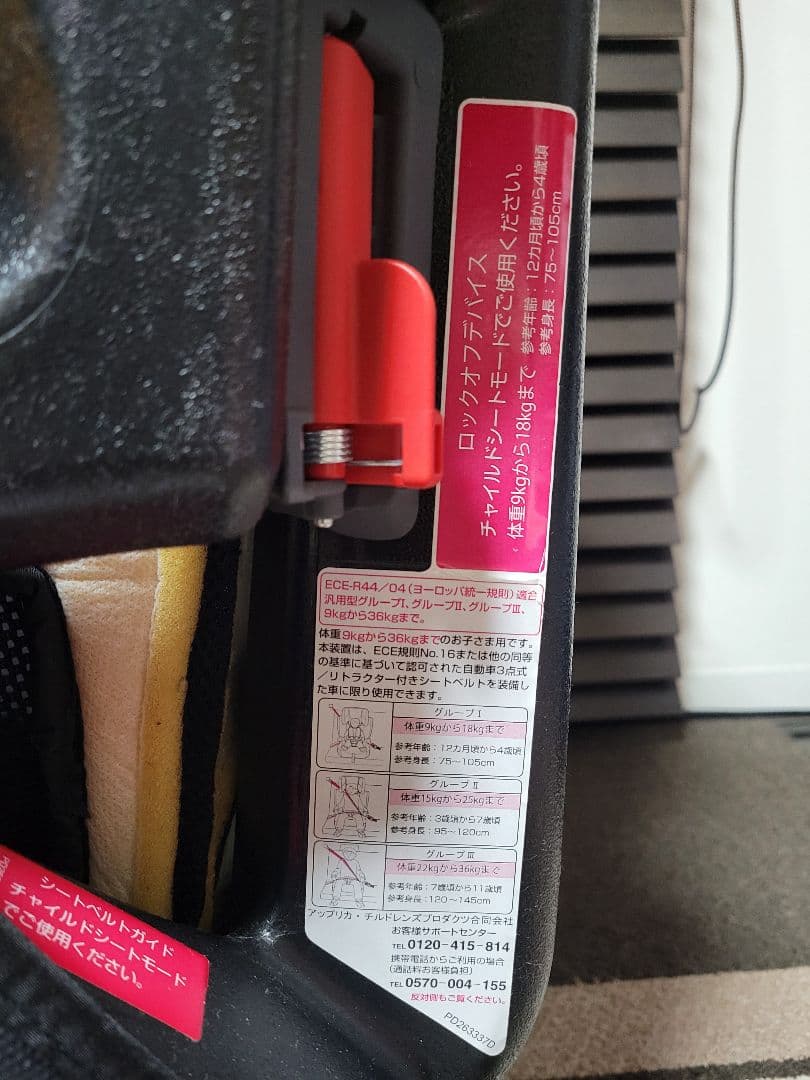 ロックオフデバイス
チャイルドシートモードでご使用ください。
体重9kgから18kgまで 参考年齢：12カ月頃から4歳頃
参考身長：75～105cm
ECE-R44／04（ヨーロッパ統一規則）適合
汎用型グループⅠ、グループⅡ、グループⅢ、
9kgから36kgまで。
体重9kgから36kgまでのお子さま用です。
本装置は、ECE規則No.16または他の同等
の基準に基づいて認可された自動車3点式
／リトラクター付きシートベルトを装備し
た車に限り使用できます。
グループⅠ
体重9kgから18kgまで
参考年齢：12カ月頃から4歳頃
参考身長：75～105cm
グループⅡ
体重15kgから25kgまで
参考年齢：3歳頃から7歳頃
参考身長：95～120cm
グループⅢ
体重22kgから36kgまで
参考年齢：7歳頃から11歳頃
参考身長：120～145cm
アップリカ・チルドレンズプロダクツ合同会社
お客様サポートセンター
TEL 0120-415-814
携帯電話からご利用の場合
（通話料お客様負担）
TEL 0570-004-155
反対側もご覧ください。
PD263337D
シートベルトガイド
チャイルドシートモード
でご使用ください。